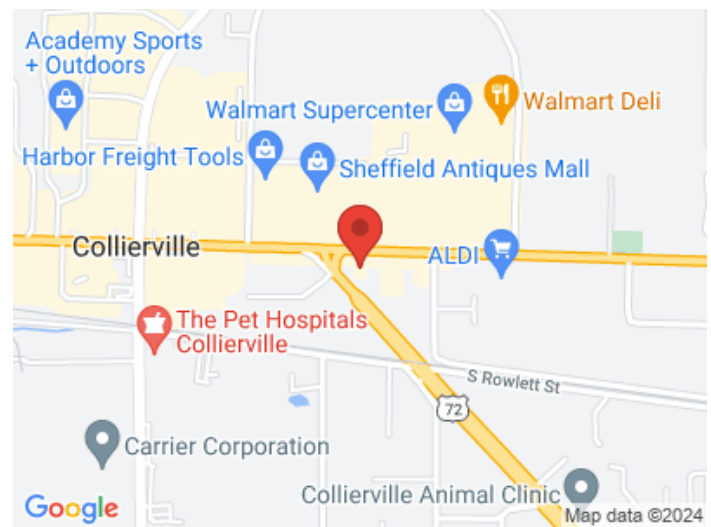 Academy Sports
+ Outdoors
Walmart Supercenter
Walmart Deli
Harbor Freight Tools
Sheffield Antiques Mall
Collierville
ALDI
The Pet Hospitals
Collierville
S Rowlett St
72
Carrier Corporation
Collierville Animal Clinic
Google
Map data ©2024